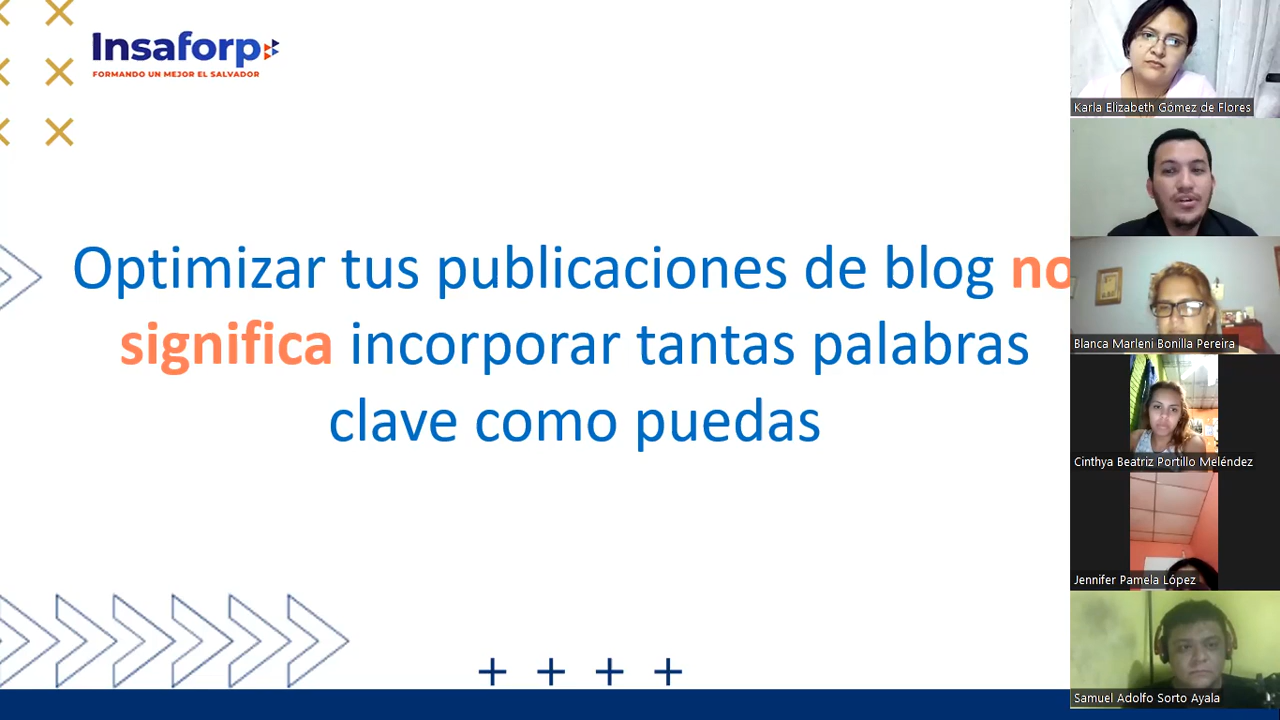 Insaforp
FORMANDO UN MEJOR EL SALVADOR
Optimizar tus publicaciones de blog no
significa incorporar tantas palabras
clave como puedas
Karla Elizabeth Gómez de Flores
Blanca Marleni Bonilla Pereira
Cinthya Beatriz Portillo Meléndez
Jennifer Pamela López
Samuel Adolfo Sorto Ayala